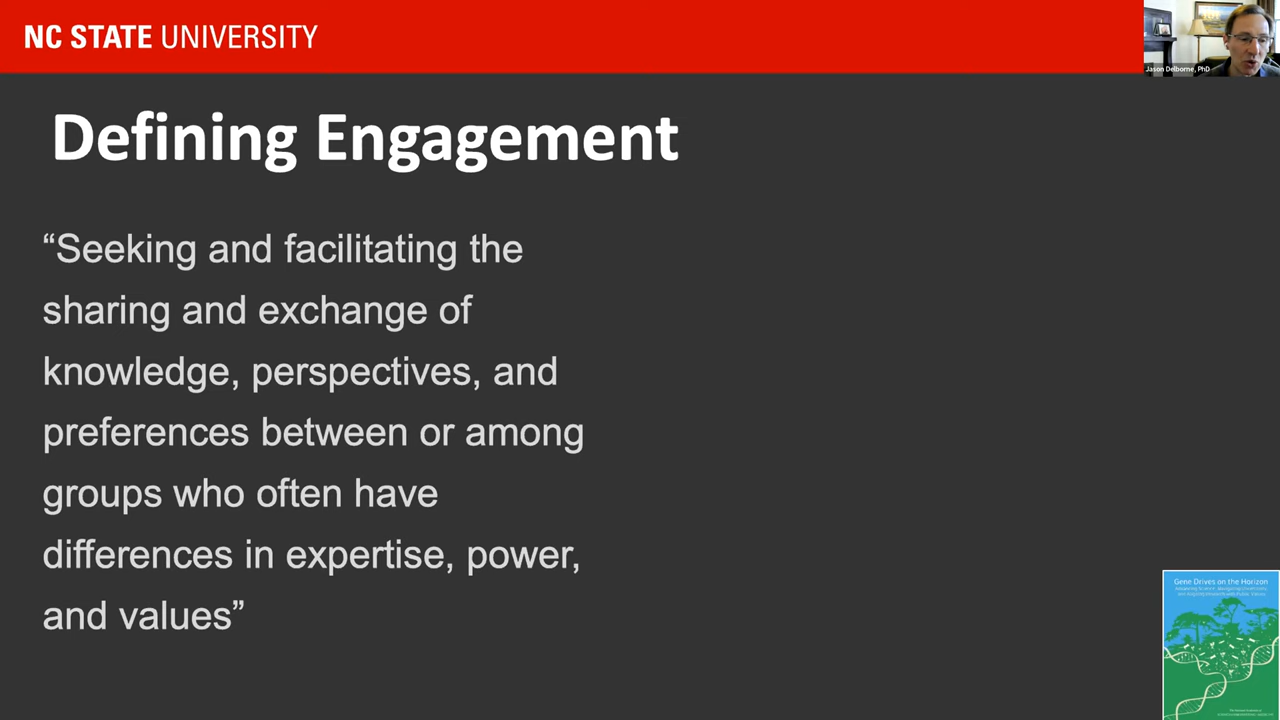 NC STATE UNIVERSITY
Jason Delborne, PhD
Defining Engagement
“Seeking and facilitating the
sharing and exchange of
knowledge, perspectives, and
preferences between or among
groups who often have
differences in expertise, power,
and values”
Gene Drives on the Horizon